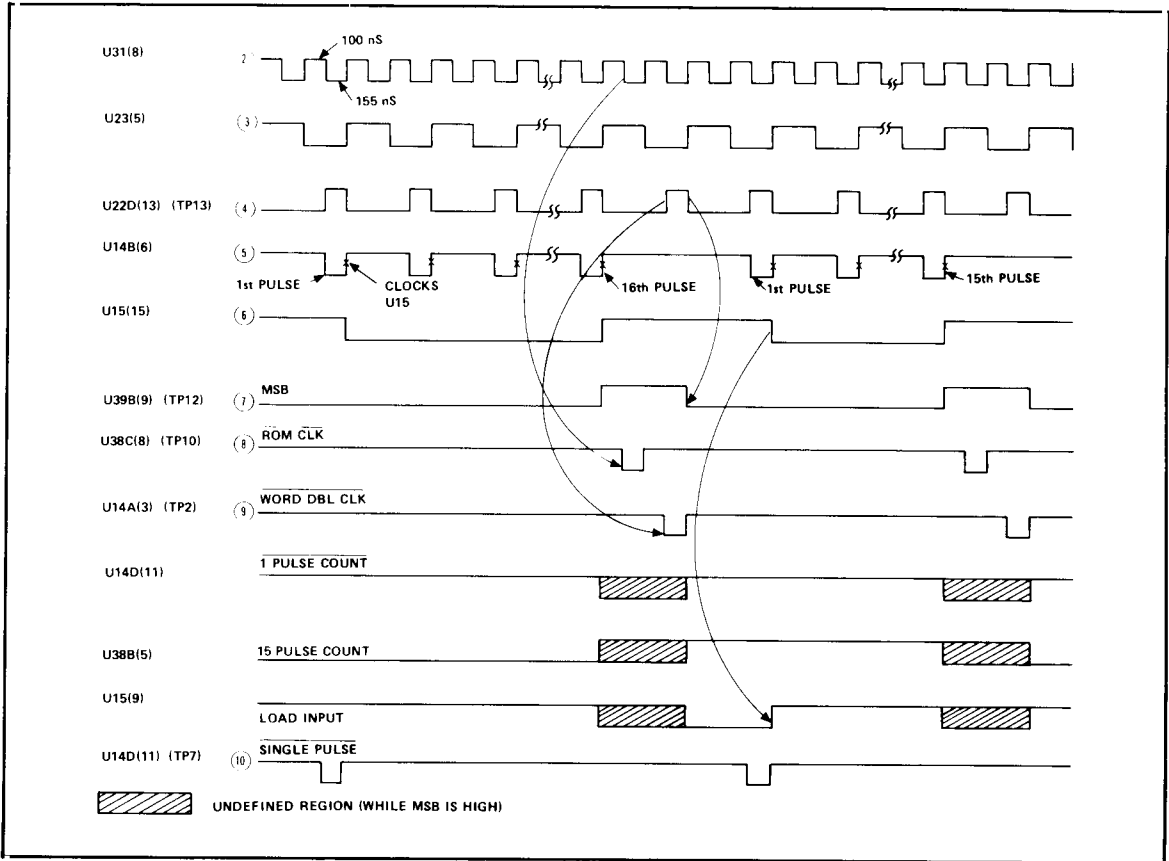 100 nS
U31(8) 2
155 nS
U23(5) 3
U22D(13) (TP13) 4
U14B(6) 5
1st PULSE
CLOCKS
U15
16th PULSE
1st PULSE
15th PULSE
U15(15) 6
MSB
U39B(9) (TP12) 7
ROM CLK
U38C(8) (TP10) 8
WORD DBL CLK
U14A(3) (TP2) 9
1 PULSE COUNT
U14D(11)
U38B(5) 15 PULSE COUNT
U15(9)
LOAD INPUT
SINGLE PULSE
U14D(11) (TP7) 10
UNDEFINED REGION (WHILE MSB IS HIGH)